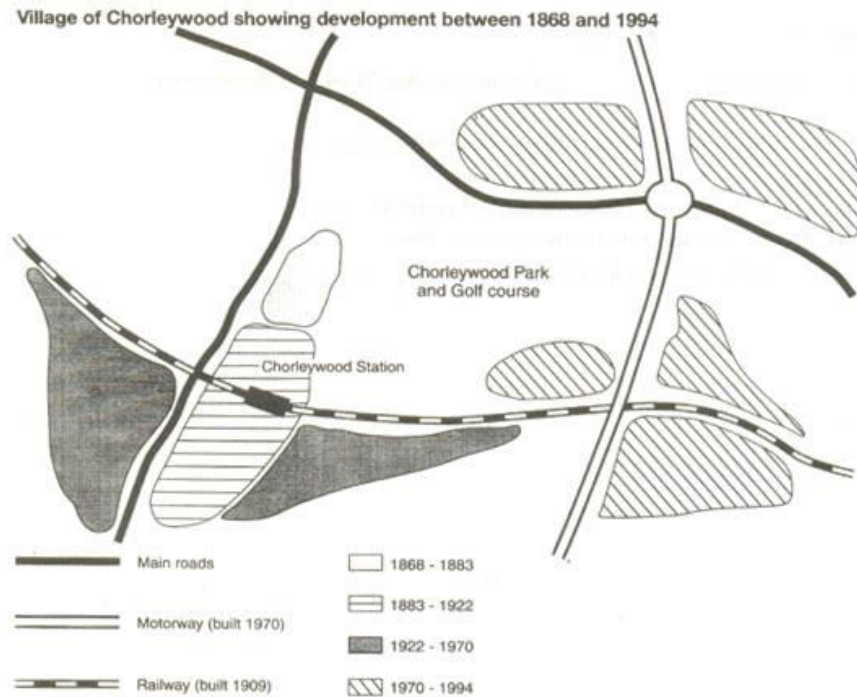 Village of Chorleywood showing development between 1868 and 1994
Chorleywood Park
and Golf course
Chorleywood Station
Main roads
Motorway (built 1970)
Railway (built 1909)
1868 - 1883
1883 - 1922
1922 - 1970
1970 - 1994